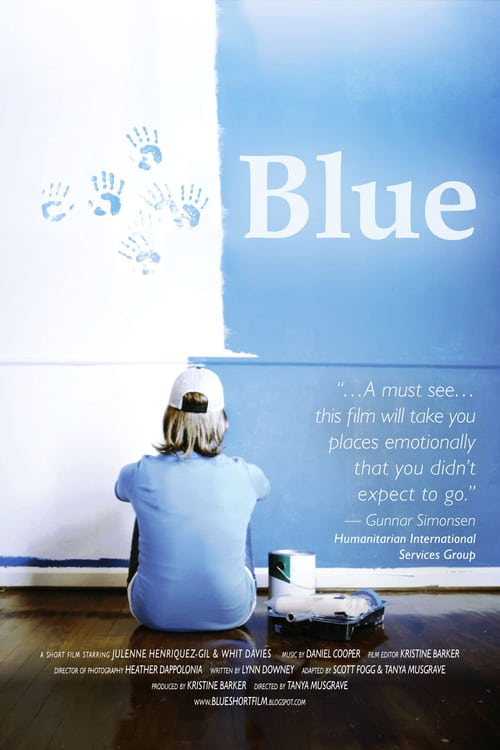 Blue
“…A must see…
this film will take you
places emotionally
that you didn’t
expect to go.”
— Gunnar Simonsen
Humanitarian International
Services Group
A SHORT FILM STARRING JULENNE HENRIQUEZ-GIL & WHIT DAVIES MUSIC BY DANIEL COOPER FILM EDITOR KRISTINE BARKER
DIRECTOR OF PHOTOGRAPHY HEATHER DAPPOLONIA WRITTEN BY LYNN DOWNEY ADAPTED BY SCOTT FOGG & TANYA MUSGRAVE
PRODUCED BY KRISTINE BARKER DIRECTED BY TANYA MUSGRAVE
WWW.BLUESHORTFILM.BLOGSPOT.COM